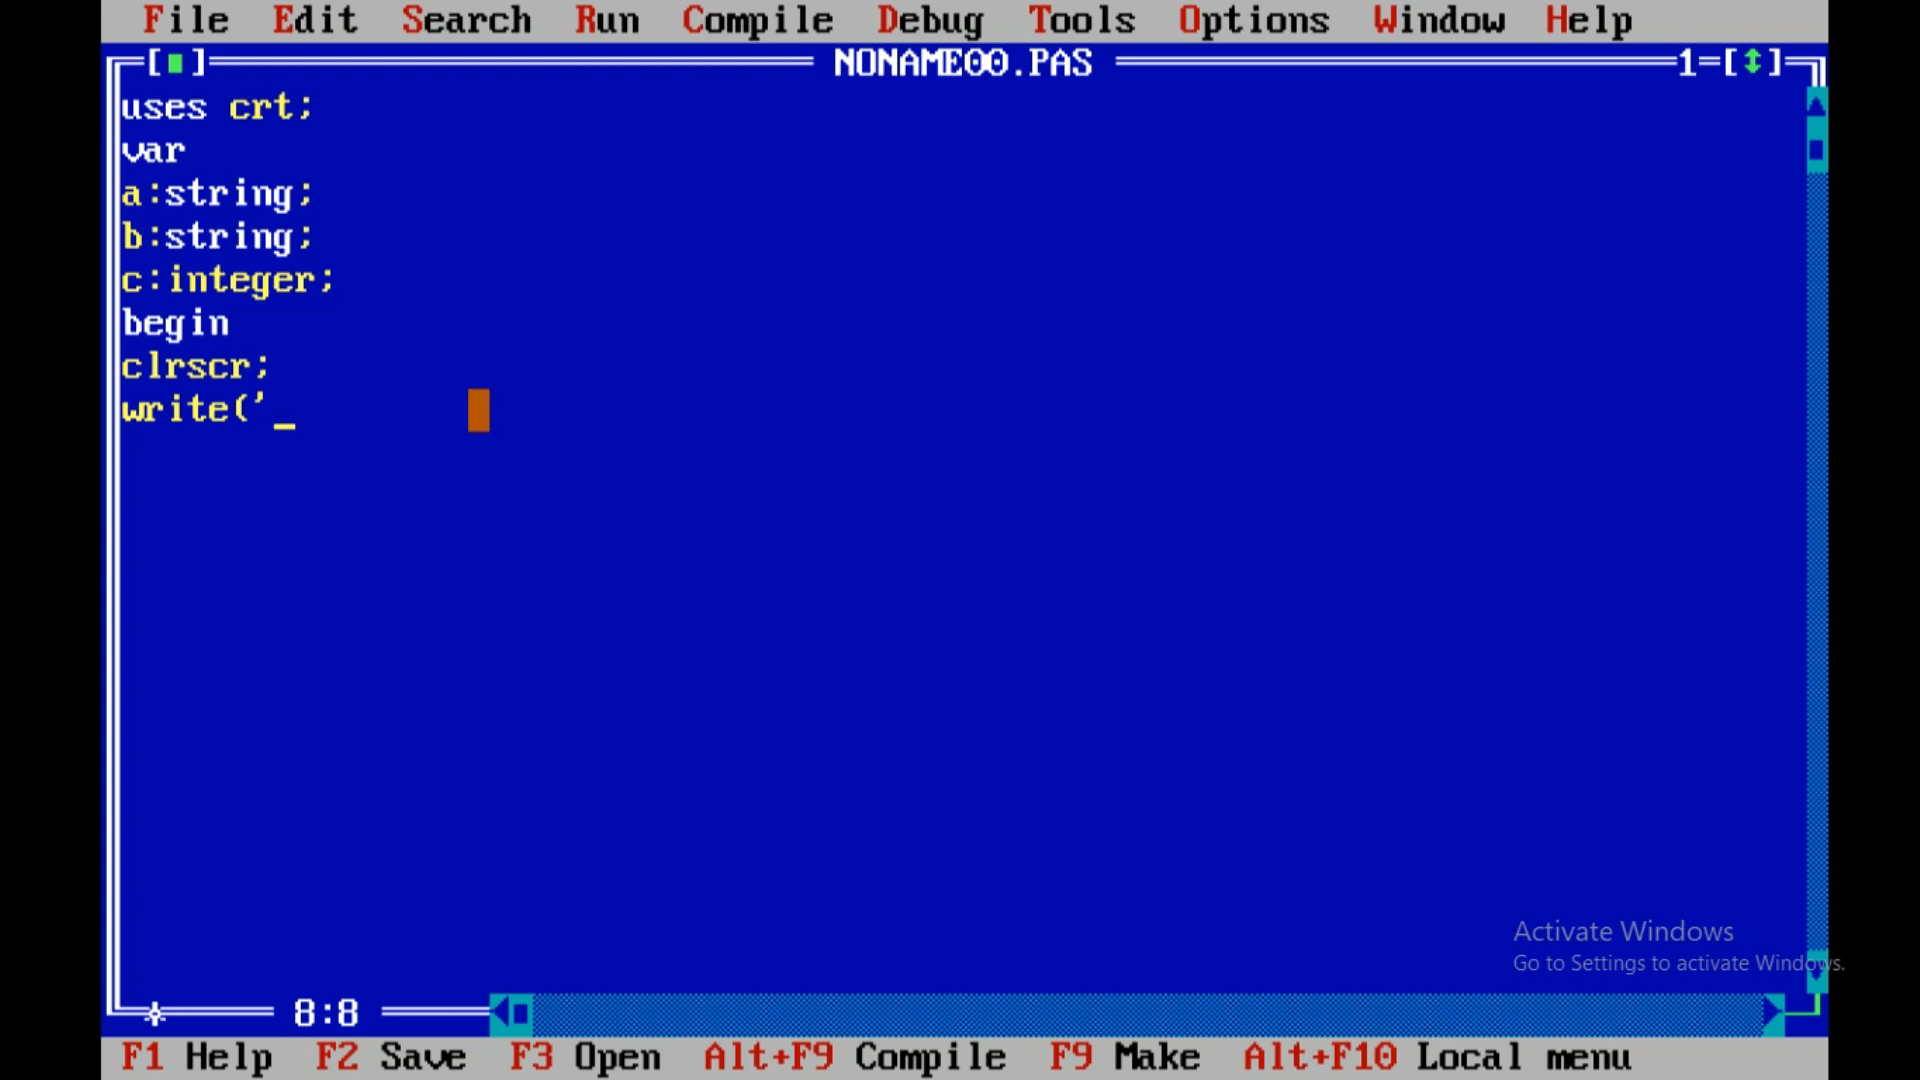 File Edit Search Run Compile Debug Tools Options Window Help
[■] NONAME00.PAS 1=[↕]
uses crt;
var
a:string;
b:string;
c:integer;
begin
clrscr;
write('_
Activate Windows
Go to Settings to activate Windows.
8:8
F1 Help F2 Save F3 Open Alt+F9 Compile F9 Make Alt+F10 Local menu